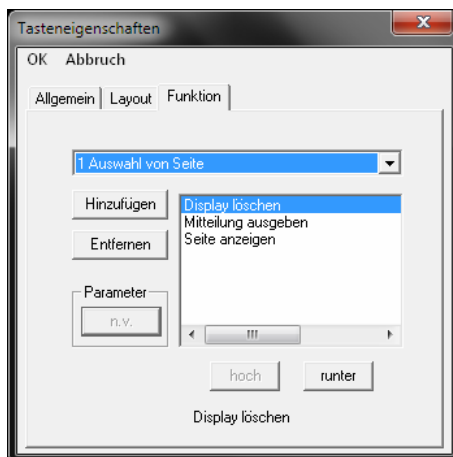 Tasteneigenschaften
OK Abbruch
Allgemein Layout Funktion
1 Auswahl von Seite
Hinzufügen
Entfernen
Display löschen
Mitteilung ausgeben
Seite anzeigen
Parameter
n.v.
hoch runter
Display löschen